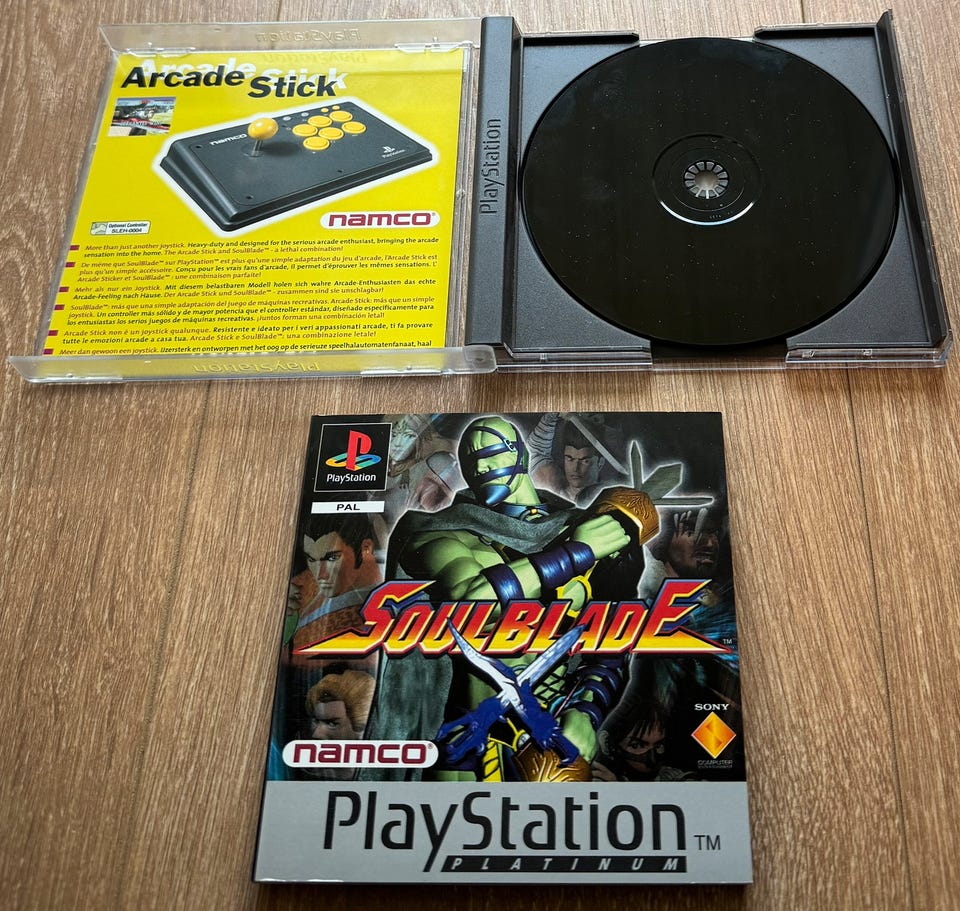 PlayStation
Arcade Stick
namco
PlayStation
namco®
Optional Controller
SLEH-0004
More than just another joystick. Heavy-duty and designed for the serious arcade enthusiast, bringing the arcade
sensation into the home. The Arcade Stick and SoulBlade™ - a lethal combination!
De même que SoulBlade™ sur PlayStation™ est plus qu'une simple adaptation du jeu d'arcade, l'Arcade Stick est
plus qu'un simple accéssoire. Conçu pour les vrais fans d'arcade, il permet d'éprouver les mêmes sensations. L'
Arcade Sticker et SoulBlade™ : une combinaison parfaite!
Mehr als nur ein Joystick. Mit diesem belastbaren Modell holen sich wahre Arcade-Enthusiasten das echte
Arcade-Feeling nach Hause. Der Arcade Stick und SoulBlade™ - zusammen sind sie unschlagbar!
SoulBlade™: más que una simple adaptación del juego de máquinas recreativas. Arcade Stick: más que un simple
joystick. Un controller más sólido y de mayor potencia que el controller estándar, diseñado específicamente para
los entusiastas los serios juegos de máquinas recreativas. ¡Juntos forman una combinación letal!
Arcade Stick non è un joystick qualunque. Resistente e ideato per i veri appassionati arcade, ti fa provare
tutte le emozioni arcade a casa tua. Arcade Stick e SoulBlade™: una combinazione letale!
Meer dan gewoon een joystick. Uzersterk en ontworpen met het oog op de serieuze speelhalautomatenfanaat, haal
PlayStation
PlayStation
PlayStation
PAL
SOULBLADE™
SONY
COMPUTER
ENTERTAINMENT
namco®
PlayStation™
PLATINUM